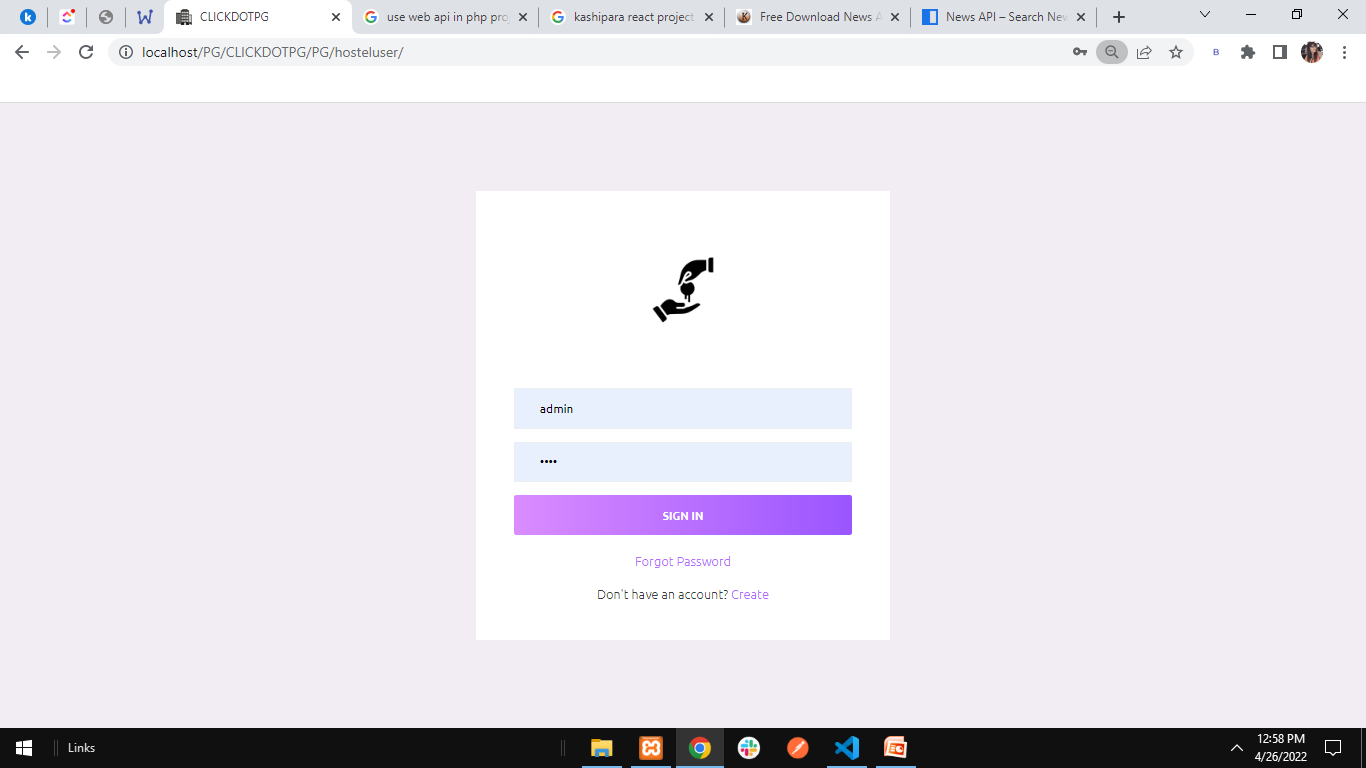 CLICKDOTPG
use web api in php pro
kashipara react project
Free Download News A
News API – Search New
localhost/PG/CLICKDOTPG/PG/hosteluser/
B
admin
••••
SIGN IN
Forgot Password
Don't have an account? Create
Links
12:58 PM
4/26/2022